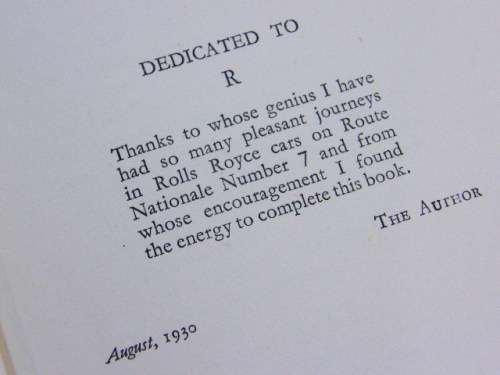 DEDICATED TO
R
Thanks to whose genius I have
had so many pleasant journeys
in Rolls Royce cars on Route
Nationale Number 7 and from
whose encouragement I found
the energy to complete this book.
THE AUTHOR
August, 1930